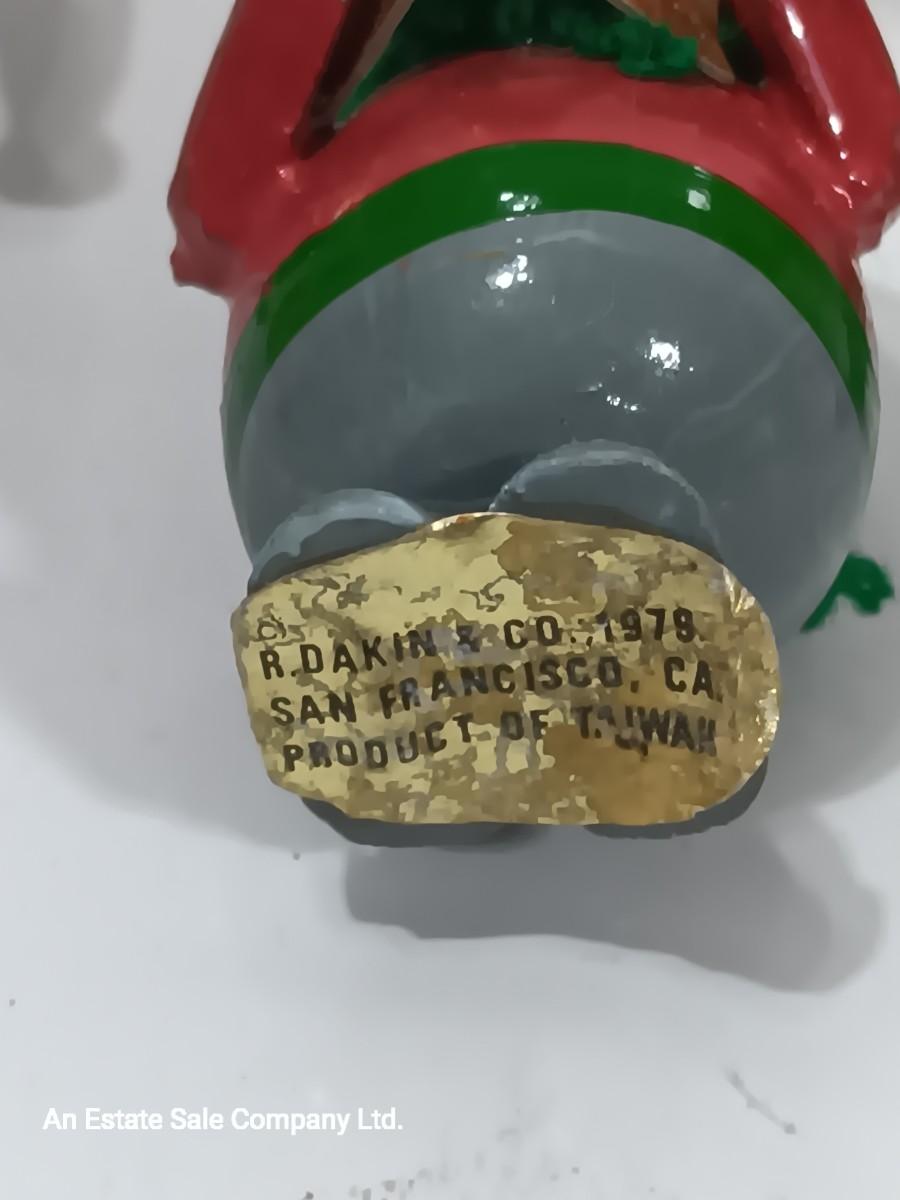 ©
R. DAKIN & CO., 1979.
SAN FRANCISCO, CA.
PRODUCT OF TAIWAN
An Estate Sale Company Ltd.